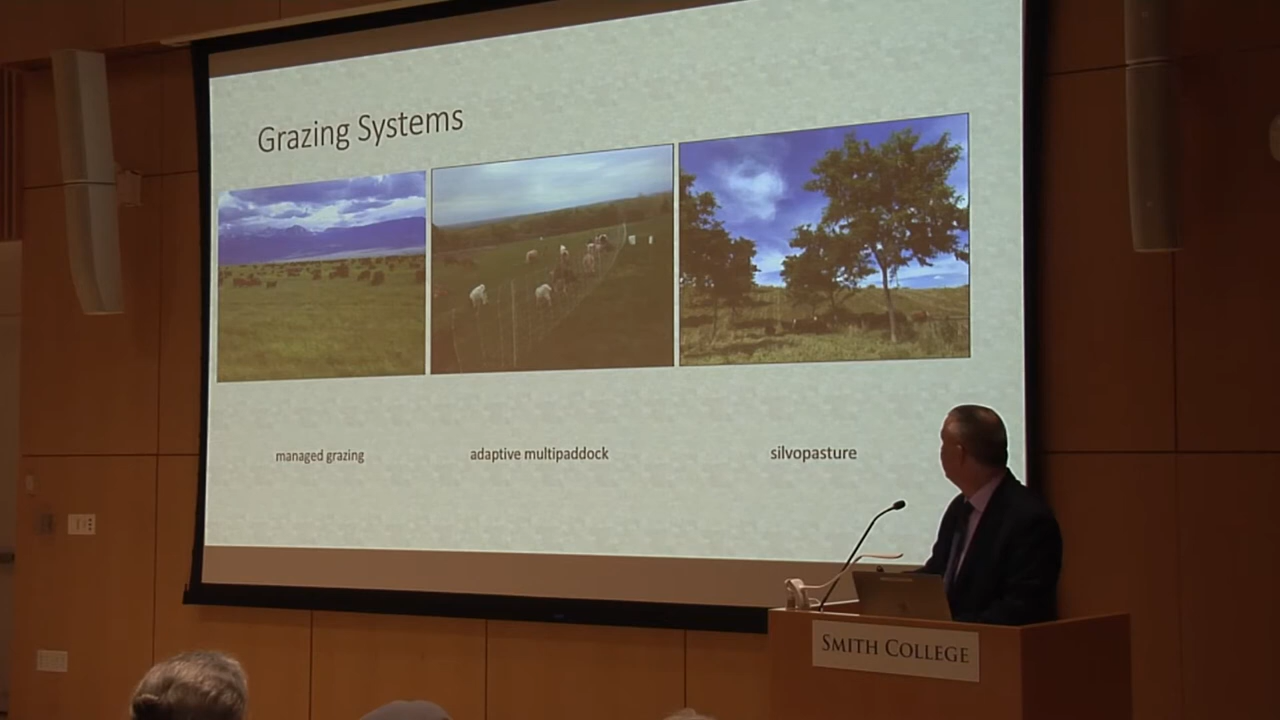 Grazing Systems
managed grazing
adaptive multipaddock
silvopasture
SMITH COLLEGE